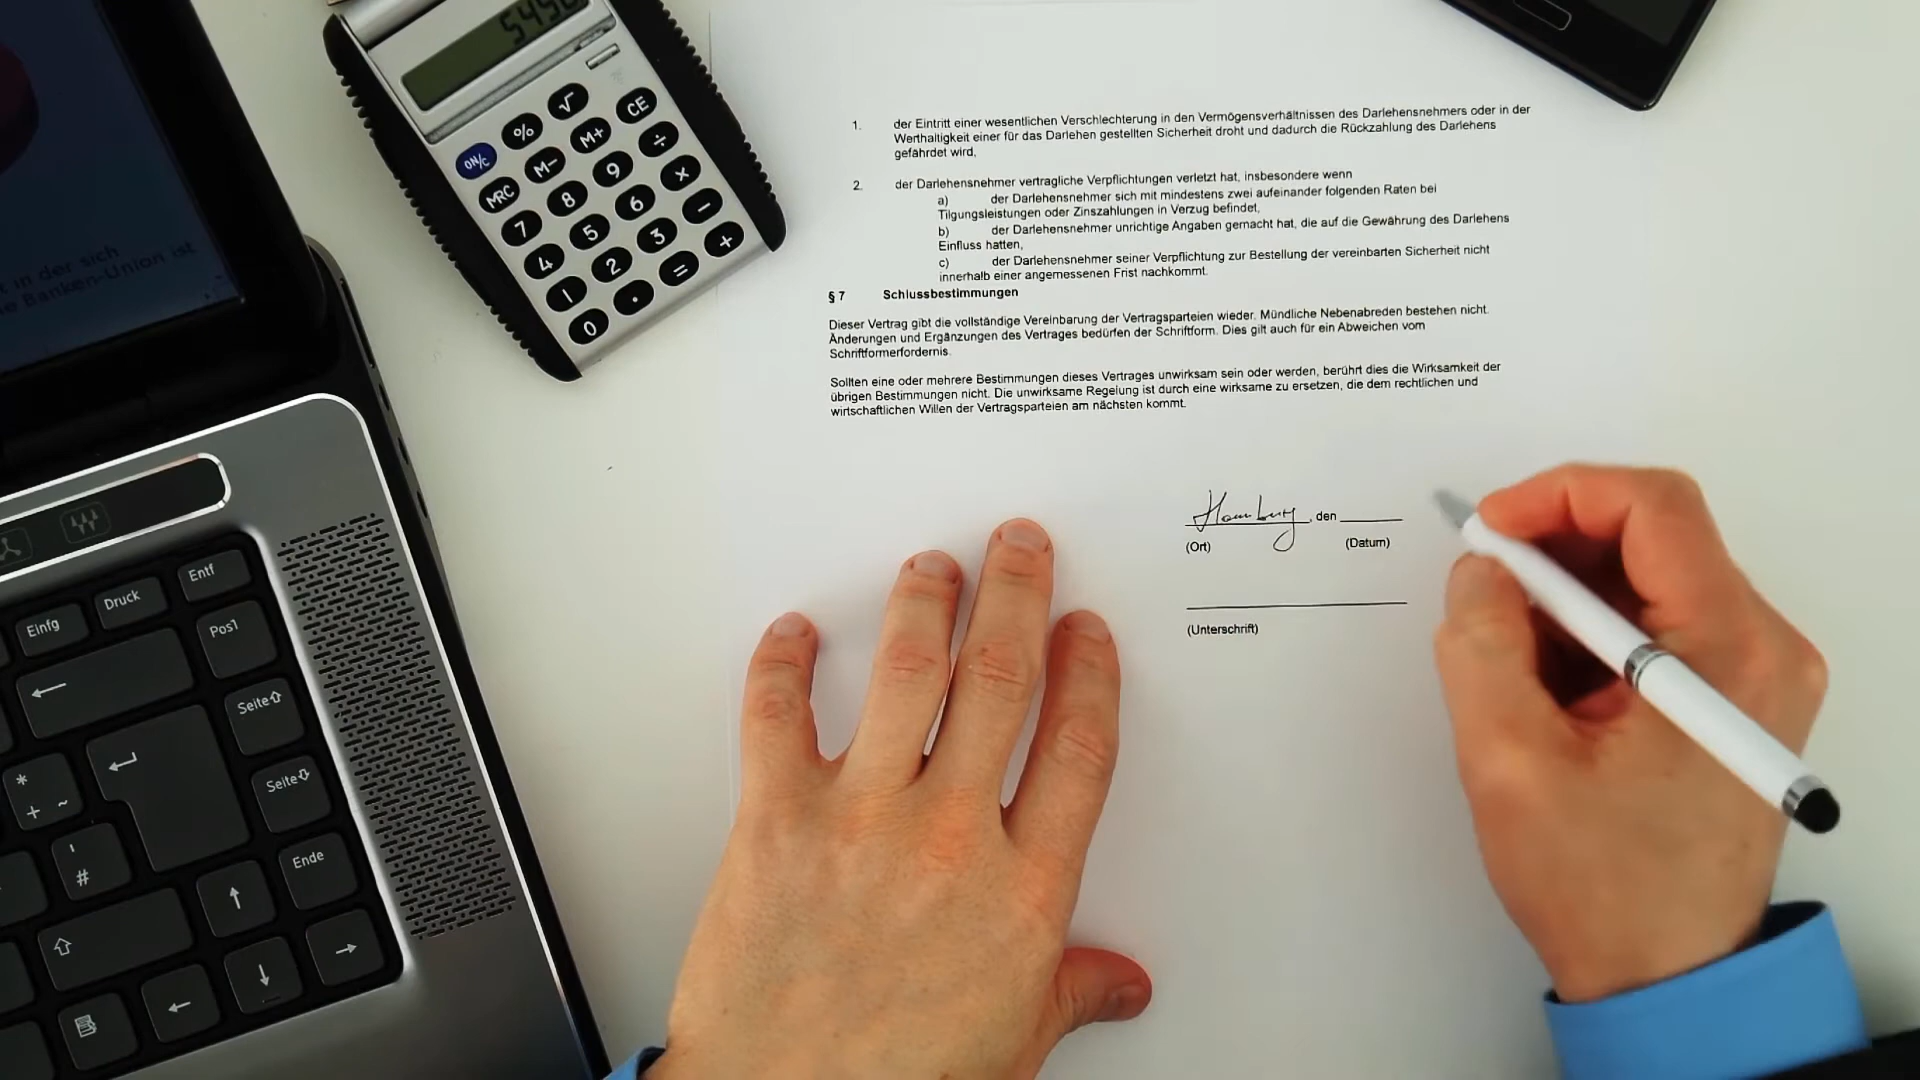 t in der sich
e Banken-Union ist
545
ON/C % √
MRC M− M+ CE
7 8 9 ÷
4 5 6 ×
1 2 3 −
0 . = +
1. der Eintritt einer wesentlichen Verschlechterung in den Vermögensverhältnissen des Darlehensnehmers oder in der
Werthaltigkeit einer für das Darlehen gestellten Sicherheit droht und dadurch die Rückzahlung des Darlehens
gefährdet wird,
2. der Darlehensnehmer vertragliche Verpflichtungen verletzt hat, insbesondere wenn
a) der Darlehensnehmer sich mit mindestens zwei aufeinander folgenden Raten bei
Tilgungsleistungen oder Zinszahlungen in Verzug befindet,
b) der Darlehensnehmer unrichtige Angaben gemacht hat, die auf die Gewährung des Darlehens
Einfluss hatten,
c) der Darlehensnehmer seiner Verpflichtung zur Bestellung der vereinbarten Sicherheit nicht
innerhalb einer angemessenen Frist nachkommt.
§ 7 Schlussbestimmungen
Dieser Vertrag gibt die vollständige Vereinbarung der Vertragsparteien wieder. Mündliche Nebenabreden bestehen nicht.
Änderungen und Ergänzungen des Vertrages bedürfen der Schriftform. Dies gilt auch für ein Abweichen vom
Schriftformerfordernis.
Sollten eine oder mehrere Bestimmungen dieses Vertrages unwirksam sein oder werden, berührt dies die Wirksamkeit der
übrigen Bestimmungen nicht. Die unwirksame Regelung ist durch eine wirksame zu ersetzen, die dem rechtlichen und
wirtschaftlichen Willen der Vertragsparteien am nächsten kommt.
Hamburg, den
(Ort) (Datum)
(Unterschrift)
Einfg Druck Entf
Pos1
Seite⇧
* + ~
Seite⇩
' #
Ende